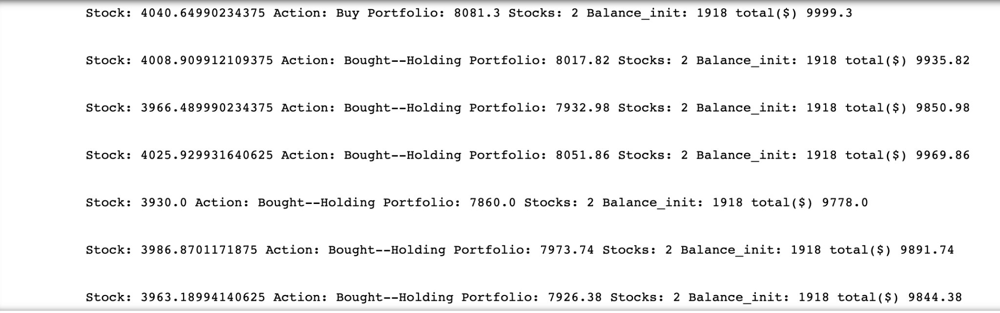 Stock: 4040.64990234375 Action: Buy Portfolio: 8081.3 Stocks: 2 Balance_init: 1918 total($) 9999.3
Stock: 4008.909912109375 Action: Bought--Holding Portfolio: 8017.82 Stocks: 2 Balance_init: 1918 total($) 9935.82
Stock: 3966.489990234375 Action: Bought--Holding Portfolio: 7932.98 Stocks: 2 Balance_init: 1918 total($) 9850.98
Stock: 4025.929931640625 Action: Bought--Holding Portfolio: 8051.86 Stocks: 2 Balance_init: 1918 total($) 9969.86
Stock: 3930.0 Action: Bought--Holding Portfolio: 7860.0 Stocks: 2 Balance_init: 1918 total($) 9778.0
Stock: 3986.8701171875 Action: Bought--Holding Portfolio: 7973.74 Stocks: 2 Balance_init: 1918 total($) 9891.74
Stock: 3963.18994140625 Action: Bought--Holding Portfolio: 7926.38 Stocks: 2 Balance_init: 1918 total($) 9844.38